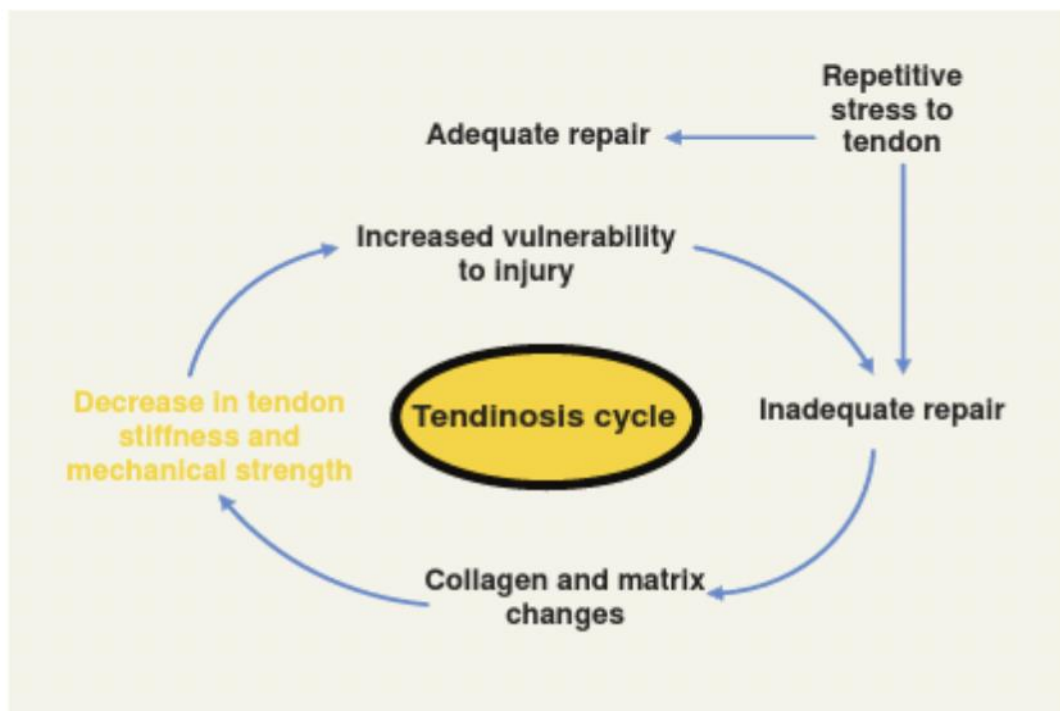 Repetitive
stress to
tendon
Adequate repair
Increased vulnerability
to injury
Decrease in tendon
stiffness and
mechanical strength
Tendinosis cycle
Inadequate repair
Collagen and matrix
changes